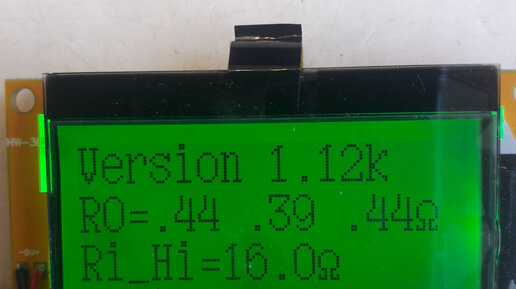 Version 1.12k
R0=.44 .39 .44Ω
Ri_Hi=16.0Ω